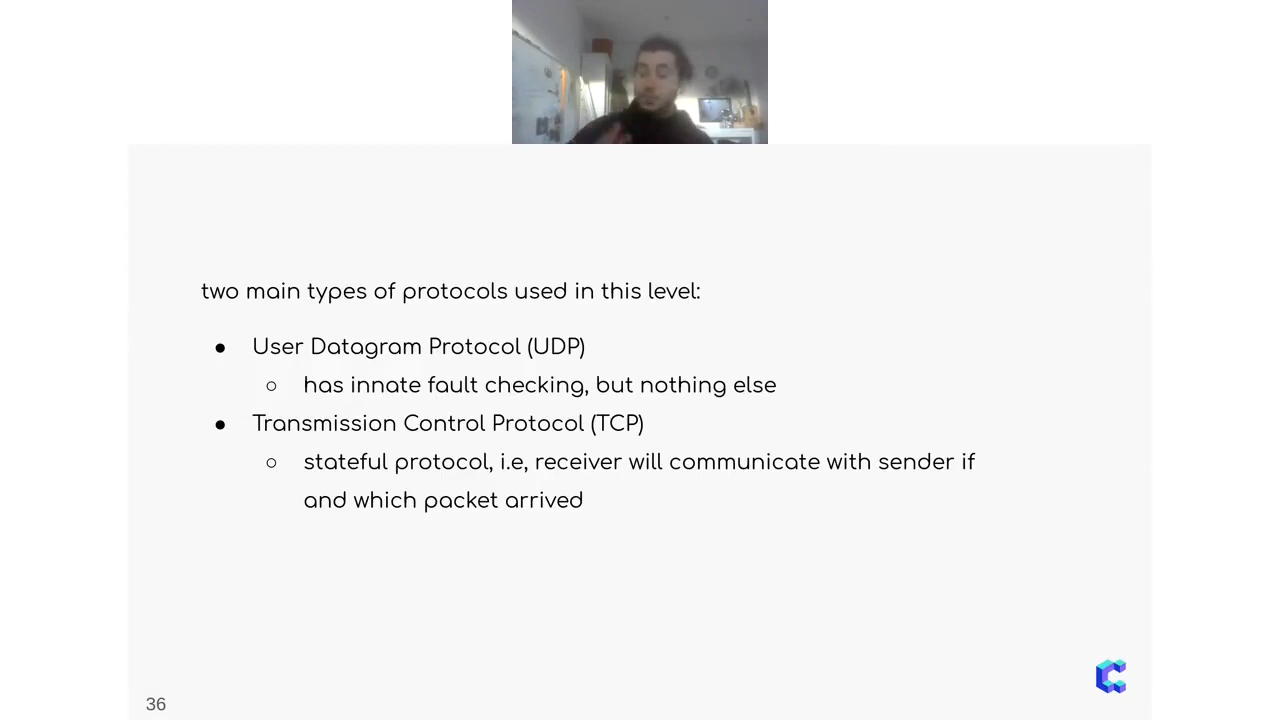 two main types of protocols used in this level:
● User Datagram Protocol (UDP)
○ has innate fault checking, but nothing else
● Transmission Control Protocol (TCP)
○ stateful protocol, i.e, receiver will communicate with sender if
and which packet arrived
36